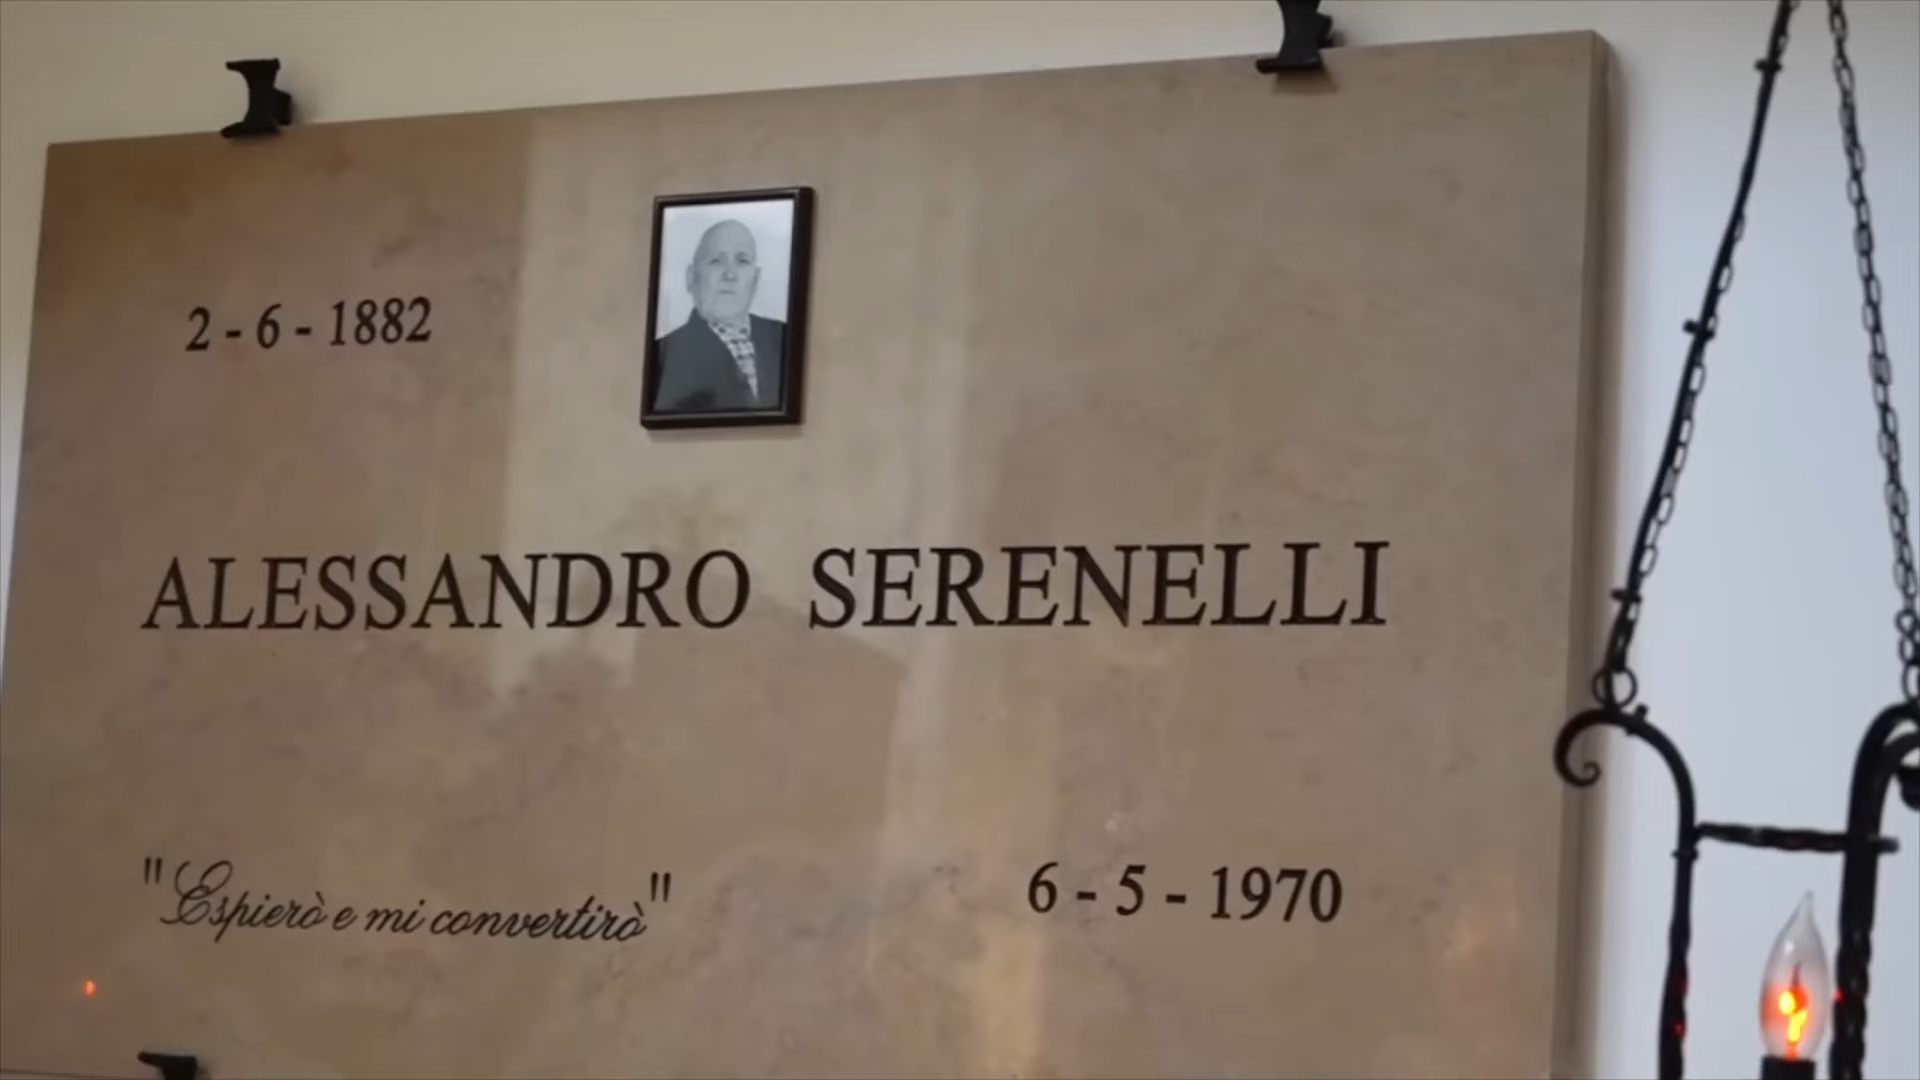 2 - 6 - 1882
ALESSANDRO SERENELLI
"Espierò e mi convertirò"
6 - 5 - 1970